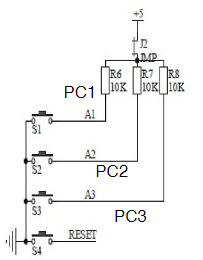 +5
J2
JMP
R6 R7 R8
10K 10K 10K
PC1
A1
S1
A2
S2
PC2
A3
S3
PC3
RESET
S4